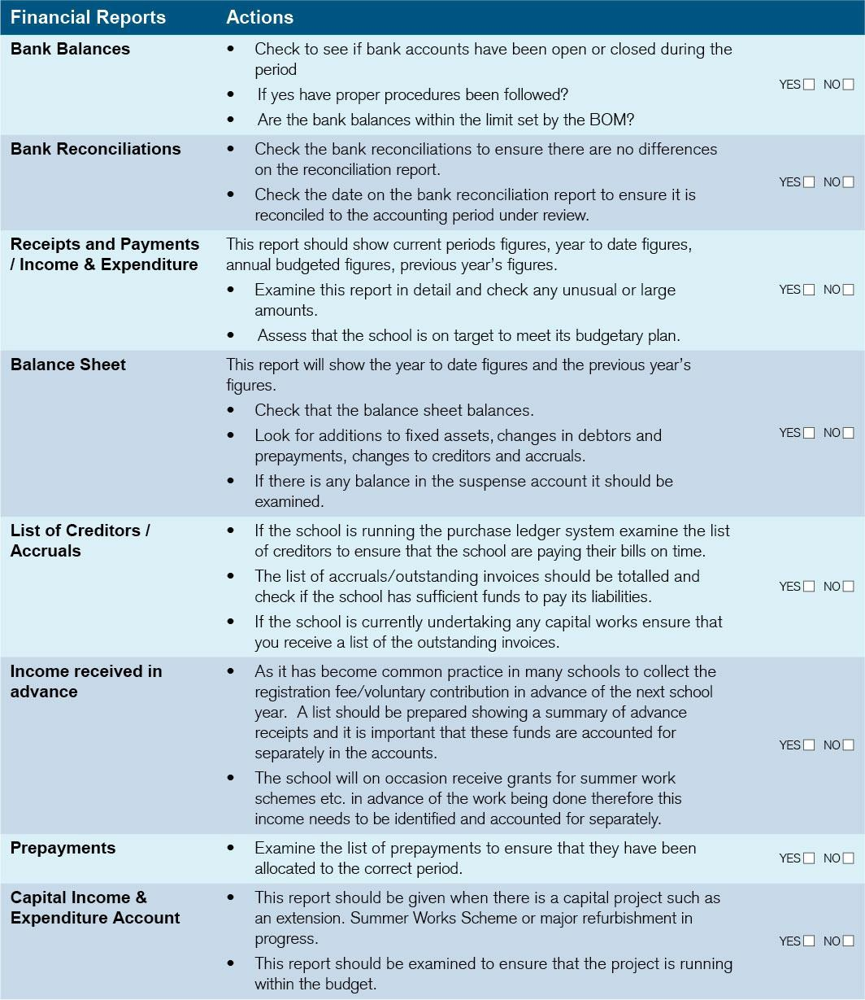 Financial Reports Actions
Bank Balances
• Check to see if bank accounts have been open or closed during the
period
• If yes have proper procedures been followed?
• Are the bank balances within the limit set by the BOM?
YES NO
Bank Reconciliations
• Check the bank reconciliations to ensure there are no differences
on the reconciliation report.
• Check the date on the bank reconciliation report to ensure it is
reconciled to the accounting period under review.
YES NO
Receipts and Payments
/ Income & Expenditure
This report should show current periods figures, year to date figures,
annual budgeted figures, previous year's figures.
• Examine this report in detail and check any unusual or large
amounts.
• Assess that the school is on target to meet its budgetary plan.
YES NO
Balance Sheet
This report will show the year to date figures and the previous year's
figures.
• Check that the balance sheet balances.
• Look for additions to fixed assets, changes in debtors and
prepayments, changes to creditors and accruals.
• If there is any balance in the suspense account it should be
examined.
YES NO
List of Creditors /
Accruals
• If the school is running the purchase ledger system examine the list
of creditors to ensure that the school are paying their bills on time.
• The list of accruals/outstanding invoices should be totalled and
check if the school has sufficient funds to pay its liabilities.
• If the school is currently undertaking any capital works ensure that
you receive a list of the outstanding invoices.
YES NO
Income received in
advance
• As it has become common practice in many schools to collect the
registration fee/voluntary contribution in advance of the next school
year. A list should be prepared showing a summary of advance
receipts and it is important that these funds are accounted for
separately in the accounts.
• The school will on occasion receive grants for summer work
schemes etc. in advance of the work being done therefore this
income needs to be identified and accounted for separately.
YES NO
Prepayments
• Examine the list of prepayments to ensure that they have been
allocated to the correct period.
YES NO
Capital Income &
Expenditure Account
• This report should be given when there is a capital project such as
an extension. Summer Works Scheme or major refurbishment in
progress.
• This report should be examined to ensure that the project is running
within the budget.
YES NO